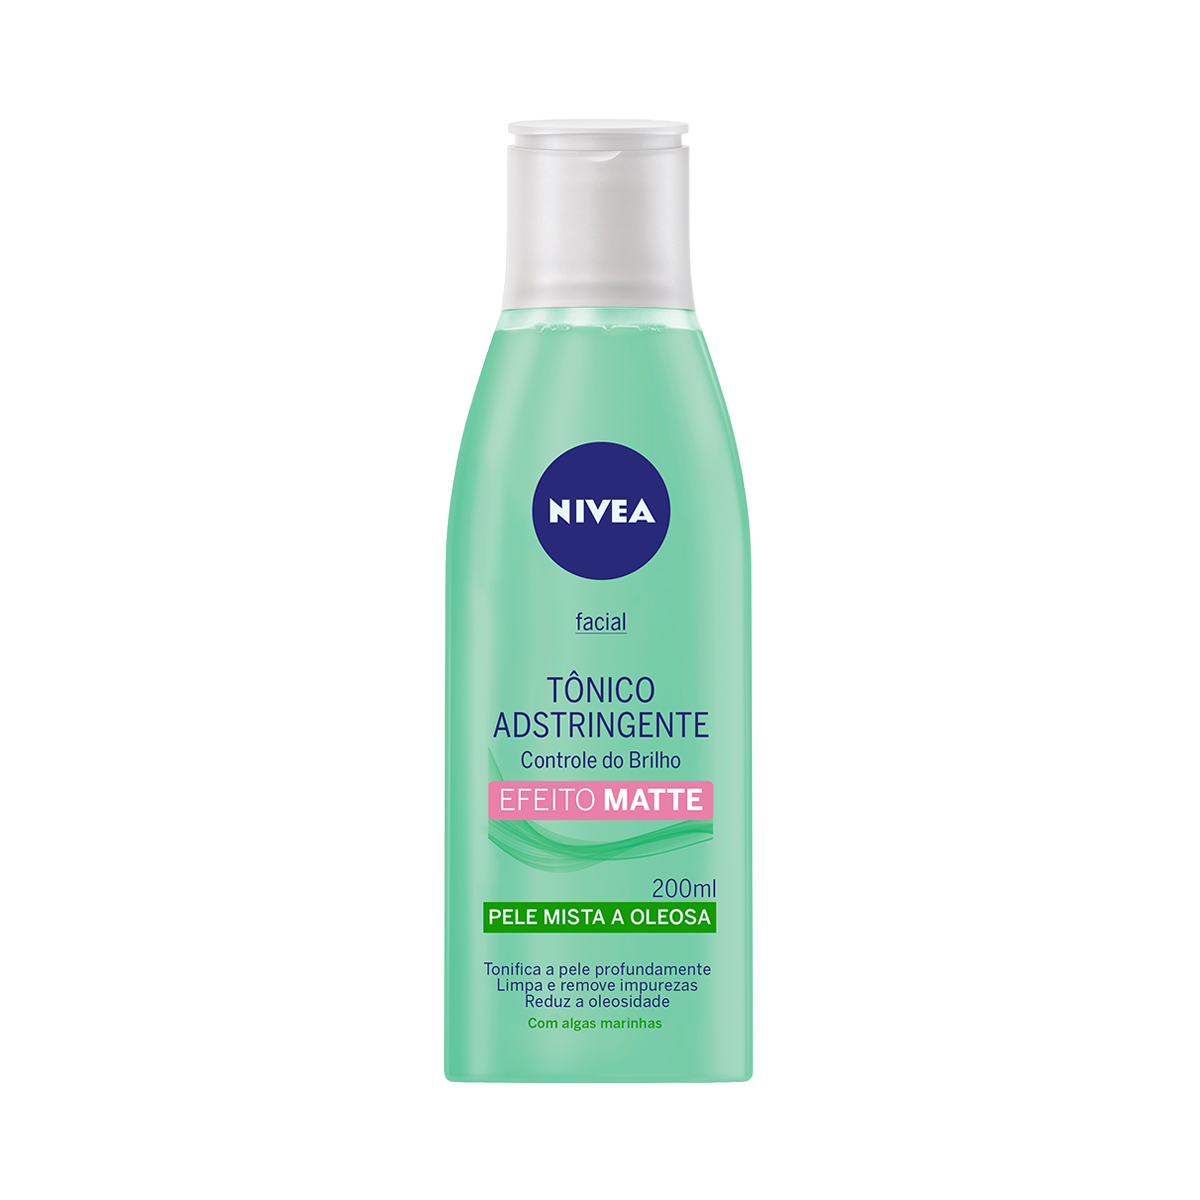 NIVEA
facial
TÔNICO
ADSTRINGENTE
Controle do Brilho
EFEITO MATTE
200ml
PELE MISTA A OLEOSA
Tonifica a pele profundamente
Limpa e remove impurezas
Reduz a oleosidade
Com algas marinhas